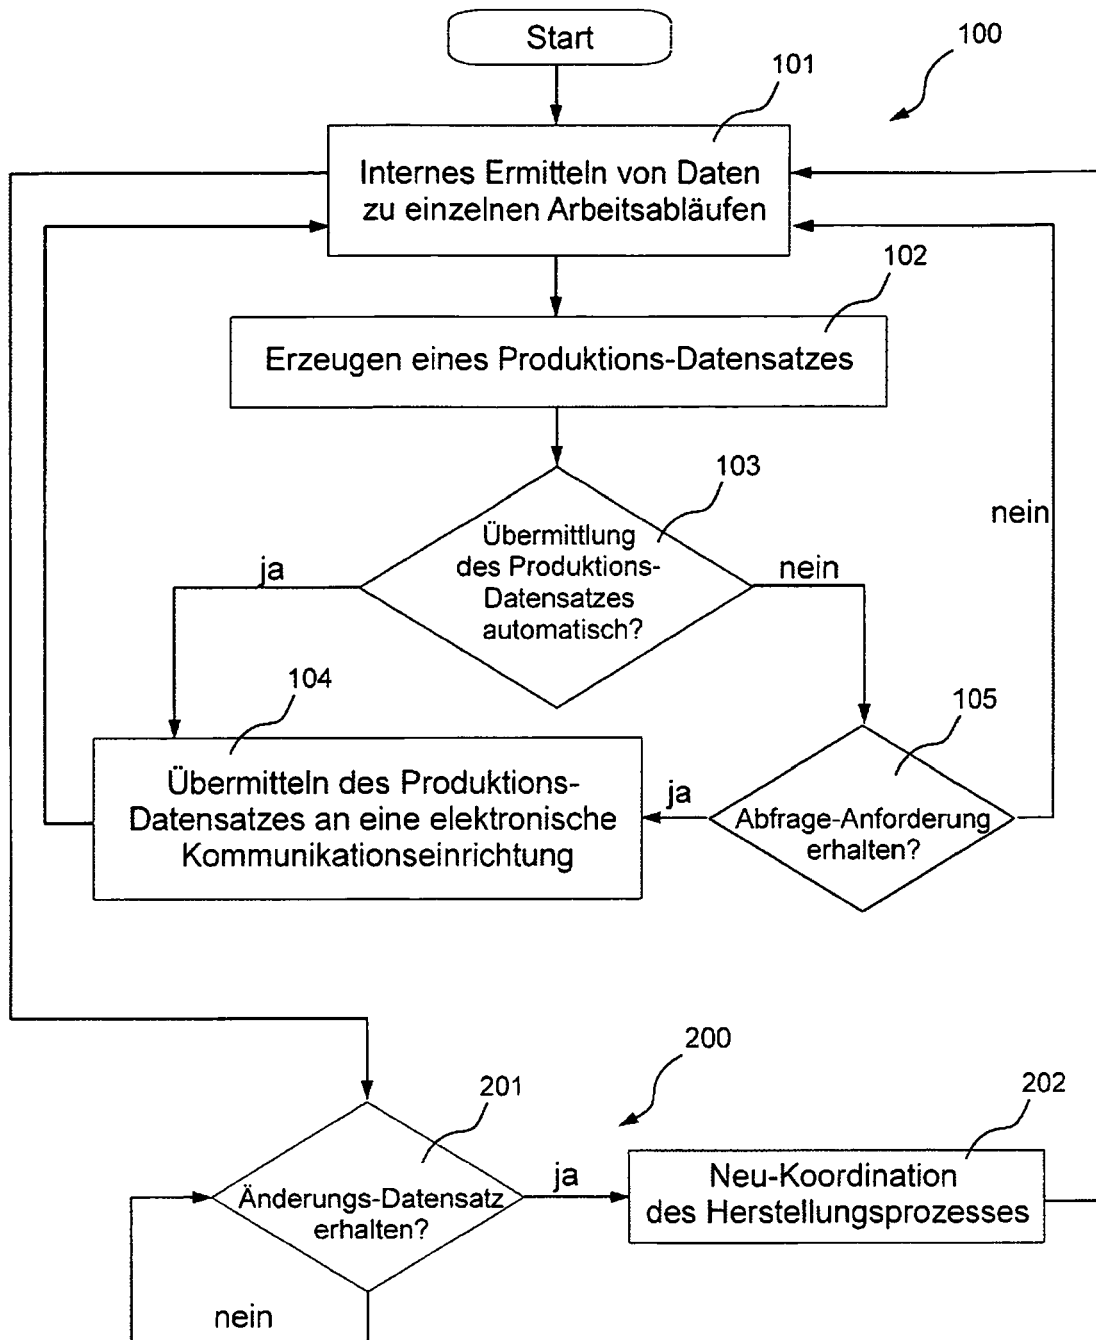 Start
100
101
Internes Ermitteln von Daten
zu einzelnen Arbeitsabläufen
102
Erzeugen eines Produktions-Datensatzes
103
Übermittlung
des Produktions-
Datensatzes
automatisch?
ja
nein
nein
104
Übermitteln des Produktions-
Datensatzes an eine elektronische
Kommunikationseinrichtung
ja
105
Abfrage-Anforderung
erhalten?
200
201
Änderungs-Datensatz
erhalten?
ja
nein
202
Neu-Koordination
des Herstellungsprozesses